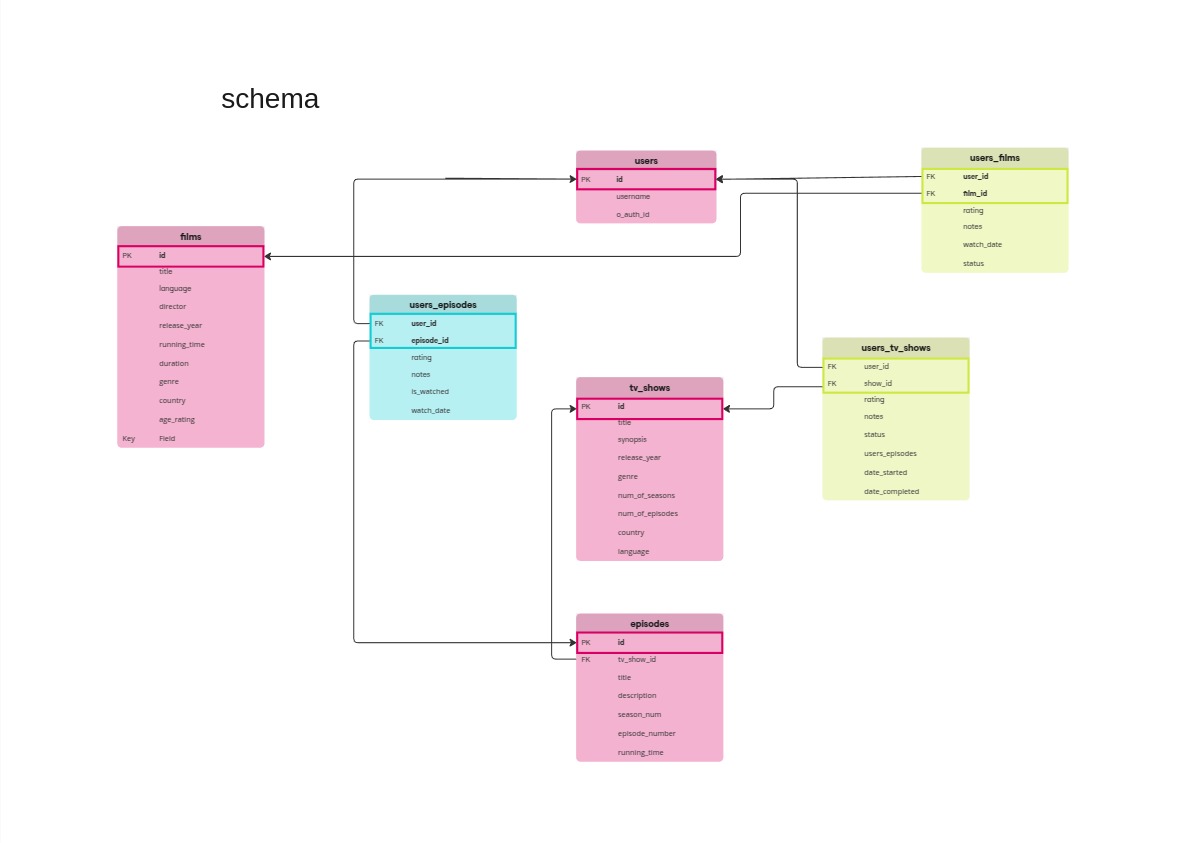 schema
users
PK id
username
o_auth_id
users_films
FK user_id
FK film_id
rating
notes
watch_date
status
films
PK id
title
language
director
release_year
running_time
duration
genre
country
age_rating
Key Field
users_episodes
FK user_id
FK episode_id
rating
notes
is_watched
watch_date
users_tv_shows
FK user_id
FK show_id
rating
notes
status
users_episodes
date_started
date_completed
tv_shows
PK id
title
synopsis
release_year
genre
num_of_seasons
num_of_episodes
country
language
episodes
PK id
FK tv_show_id
title
description
season_num
episode_number
running_time